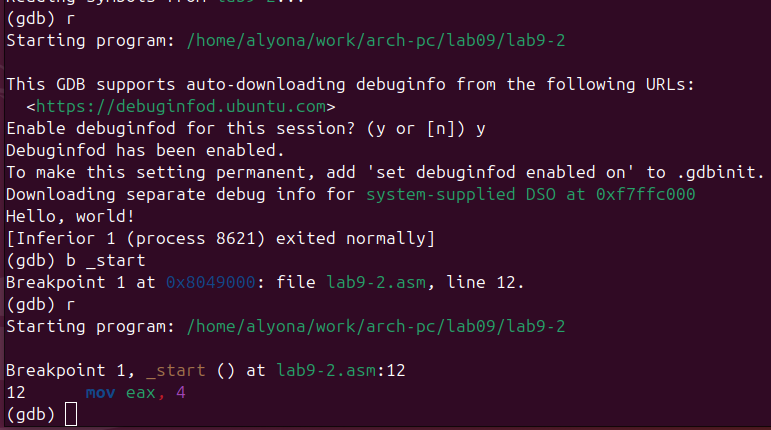 Reading symbols from lab9-2...
(gdb) r
Starting program: /home/alyona/work/arch-pc/lab09/lab9-2
This GDB supports auto-downloading debuginfo from the following URLs:
<https://debuginfod.ubuntu.com>
Enable debuginfod for this session? (y or [n]) y
Debuginfod has been enabled.
To make this setting permanent, add 'set debuginfod enabled on' to .gdbinit.
Downloading separate debug info for system-supplied DSO at 0xf7ffc000
Hello, world!
[Inferior 1 (process 8621) exited normally]
(gdb) b _start
Breakpoint 1 at 0x8049000: file lab9-2.asm, line 12.
(gdb) r
Starting program: /home/alyona/work/arch-pc/lab09/lab9-2
Breakpoint 1, _start () at lab9-2.asm:12
12 mov eax, 4
(gdb)